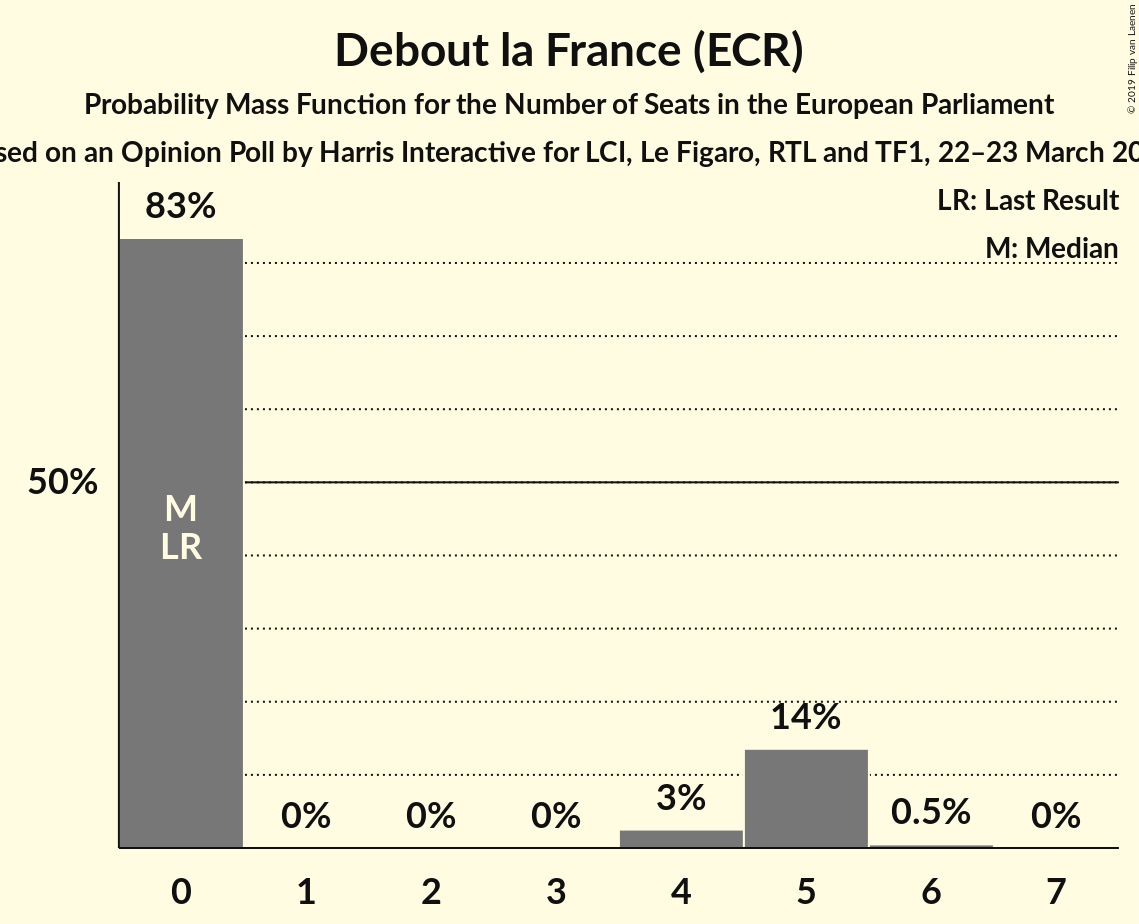 Debout la France (ECR)
Probability Mass Function for the Number of Seats in the European Parliament
sed on an Opinion Poll by Harris Interactive for LCI, Le Figaro, RTL and TF1, 22–23 March 20
© 2019 Filip van Laenen
LR: Last Result
M: Median
83%
50%
M
LR
0% 0% 0% 3% 14% 0.5% 0%
0 1 2 3 4 5 6 7